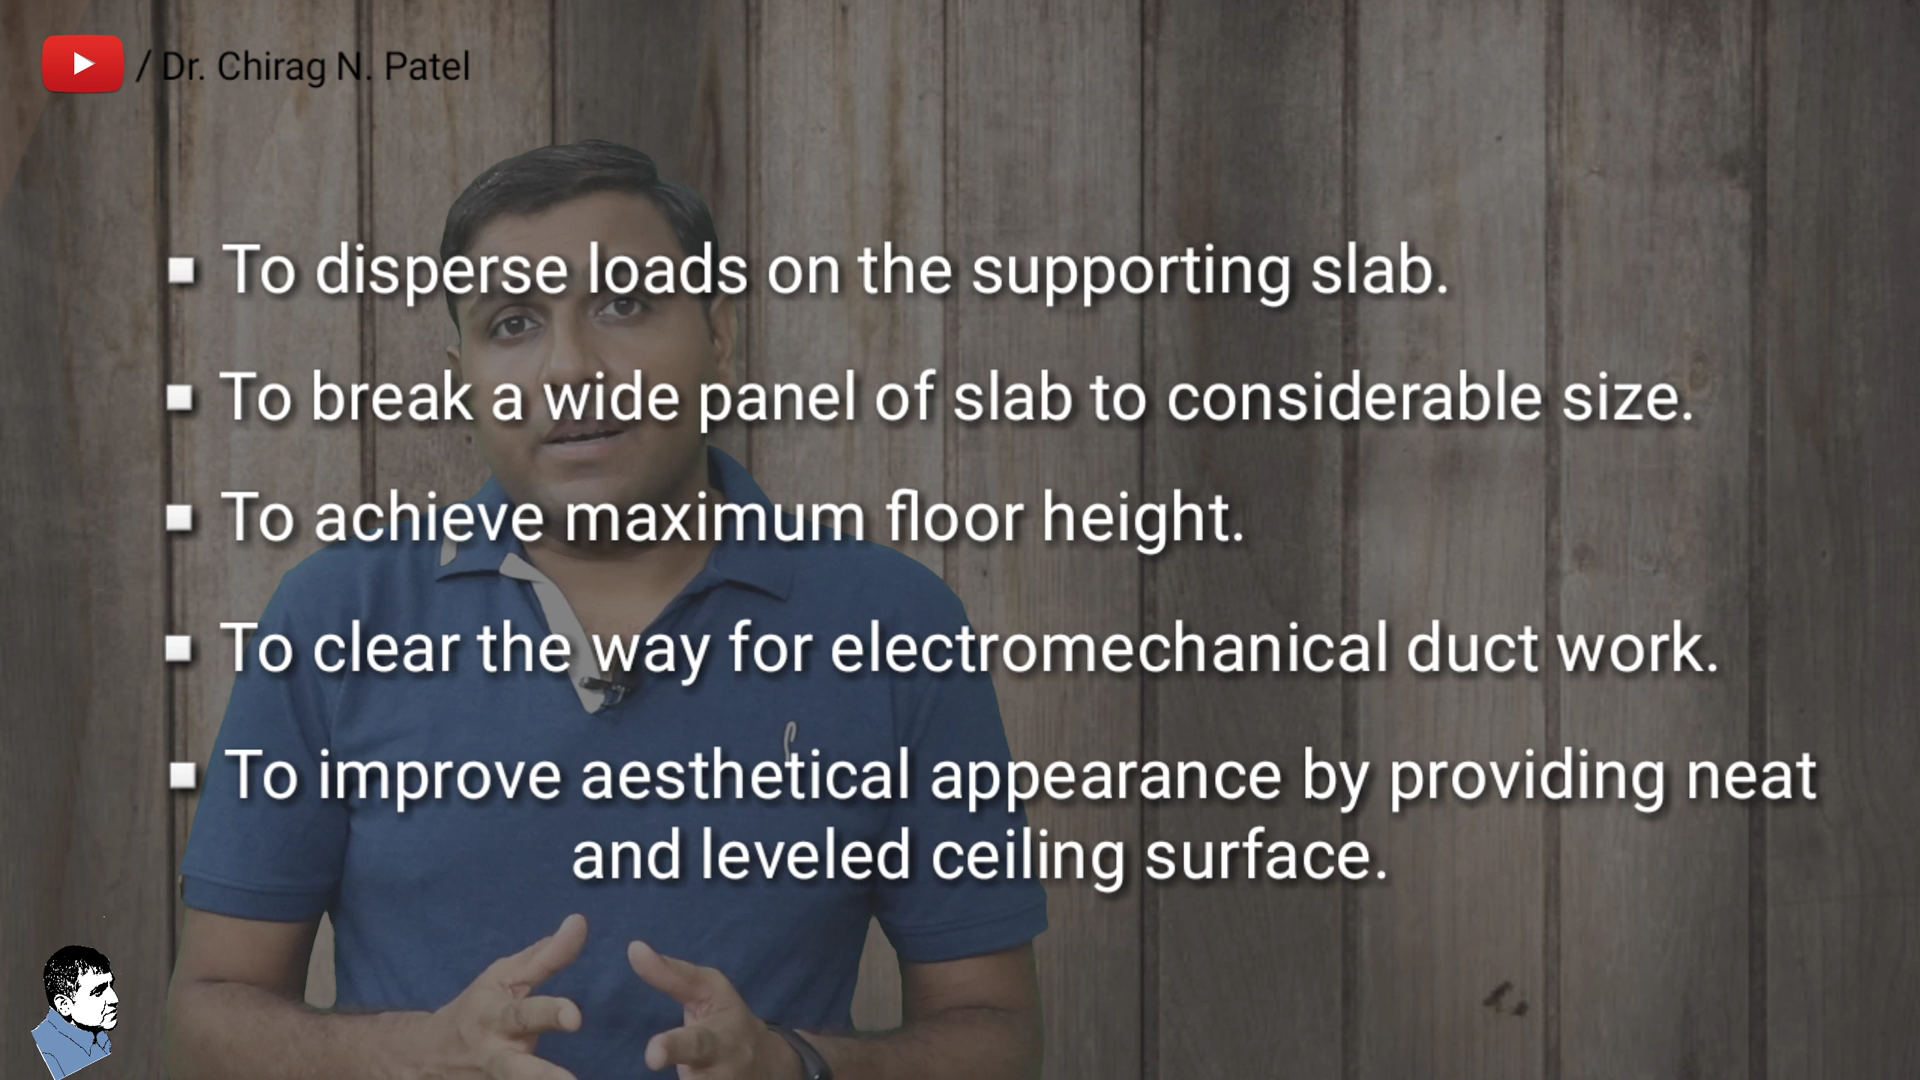 / Dr. Chirag N. Patel
▪ To disperse loads on the supporting slab.
▪ To break a wide panel of slab to considerable size.
▪ To achieve maximum floor height.
▪ To clear the way for electromechanical duct work.
▪ To improve aesthetical appearance by providing neat
and leveled ceiling surface.